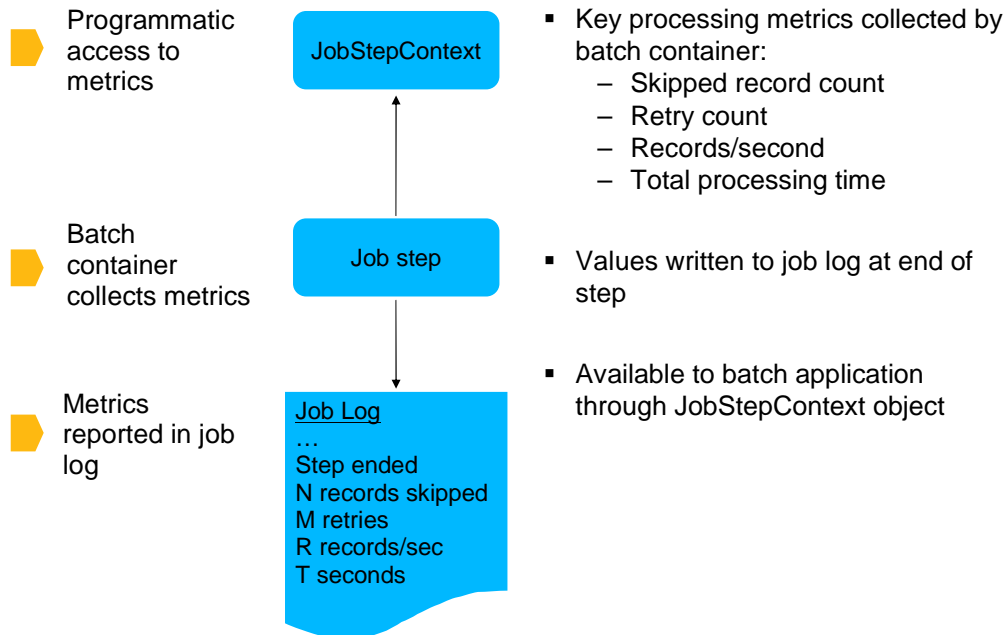 Programmatic
access to
metrics
JobStepContext
▪ Key processing metrics collected by
batch container:
– Skipped record count
– Retry count
– Records/second
– Total processing time
Batch
container
collects metrics
Job step
▪ Values written to job log at end of
step
▪ Available to batch application
through JobStepContext object
Metrics
reported in job
log
Job Log
…
Step ended
N records skipped
M retries
R records/sec
T seconds